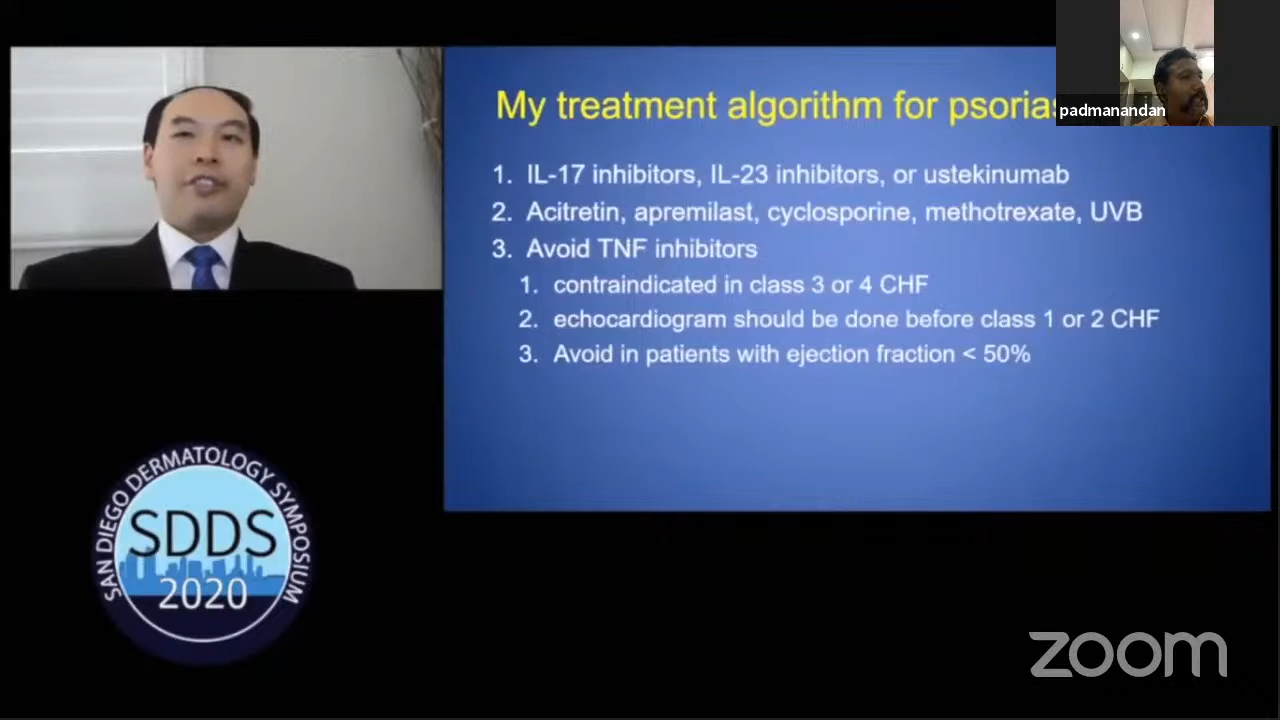 My treatment algorithm for psorias
padmanandan
1. IL-17 inhibitors, IL-23 inhibitors, or ustekinumab
2. Acitretin, apremilast, cyclosporine, methotrexate, UVB
3. Avoid TNF inhibitors
1. contraindicated in class 3 or 4 CHF
2. echocardiogram should be done before class 1 or 2 CHF
3. Avoid in patients with ejection fraction < 50%
SAN DIEGO DERMATOLOGY SYMPOSIUM
SDDS
2020
zoom